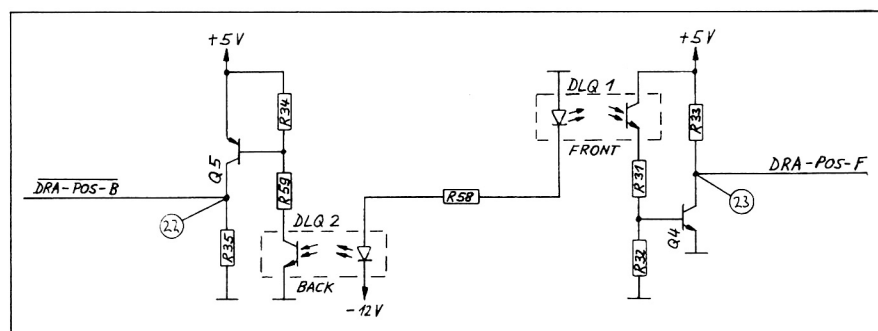 +5V
+5V
DLQ 1
R34
R33
Q5
FRONT
DRA-POS-B
DRA-POS-F
R59
R58
R31
22
23
DLQ 2
Q4
R35
R32
BACK
-12V